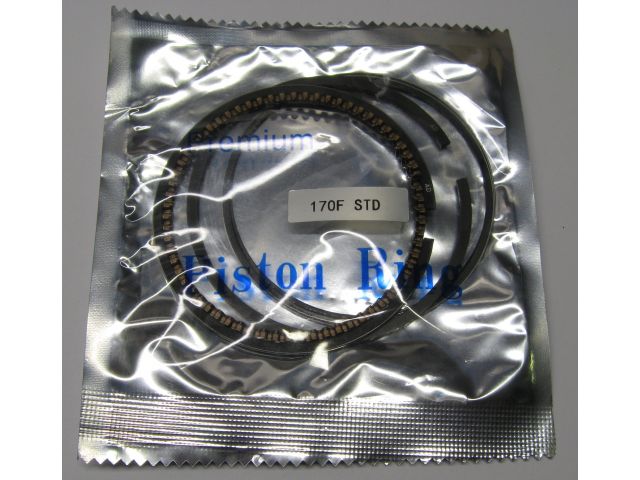 Premium
170F STD
Piston Ring